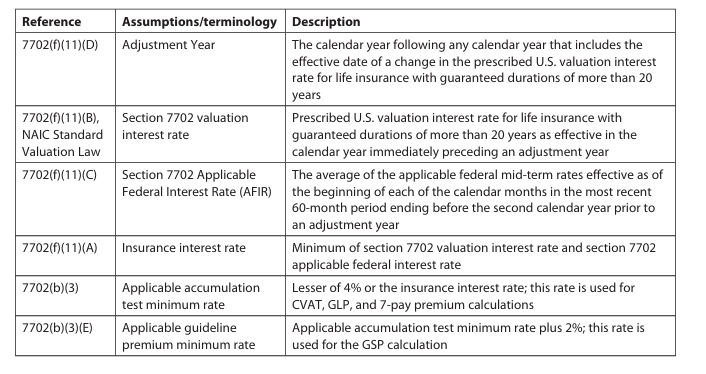 Reference Assumptions/terminology Description
7702(f)(11)(D) Adjustment Year The calendar year following any calendar year that includes the
effective date of a change in the prescribed U.S. valuation interest
rate for life insurance with guaranteed durations of more than 20
years
7702(f)(11)(B), Section 7702 valuation Prescribed U.S. valuation interest rate for life insurance with
NAIC Standard interest rate guaranteed durations of more than 20 years as effective in the
Valuation Law calendar year immediately preceding an adjustment year
7702(f)(11)(C) Section 7702 Applicable The average of the applicable federal mid-term rates effective as of
Federal Interest Rate (AFIR) the beginning of each of the calendar months in the most recent
60-month period ending before the second calendar year prior to
an adjustment year
7702(f)(11)(A) Insurance interest rate Minimum of section 7702 valuation interest rate and section 7702
applicable federal interest rate
7702(b)(3) Applicable accumulation Lesser of 4% or the insurance interest rate; this rate is used for
test minimum rate CVAT, GLP, and 7-pay premium calculations
7702(b)(3)(E) Applicable guideline Applicable accumulation test minimum rate plus 2%; this rate is
premium minimum rate used for the GSP calculation